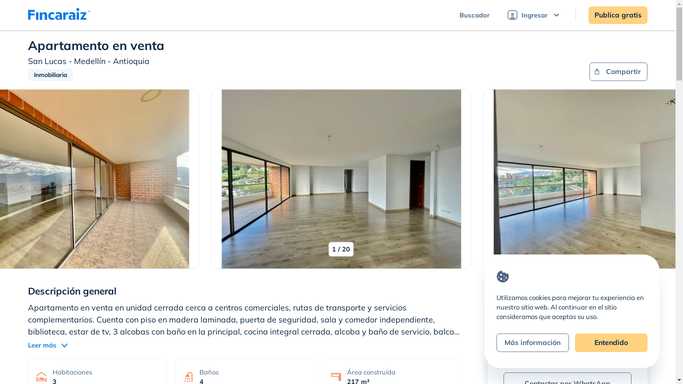 Fincaraiz
Buscador
Ingresar
Publica gratis
Apartamento en venta
San Lucas - Medellín - Antioquia
Inmobiliaria
Compartir
1 / 20
Descripción general
Apartamento en venta en unidad cerrada cerca a centros comerciales, rutas de transporte y servicios
complementarios. Cuenta con piso en madera laminada, puerta de seguridad, sala y comedor independiente,
biblioteca, estar de tv, 3 alcobas con baño en la principal, cocina integral cerrada, alcoba y baño de servicio, balco...
Leer más
Habitaciones
3
Baños
4
Área construida
217 m²
Utilizamos cookies para mejorar tu experiencia en
nuestro sitio web. Al continuar en el sitio
consideramos que aceptas su uso.
Más información
Entendido
Contactar por WhatsApp